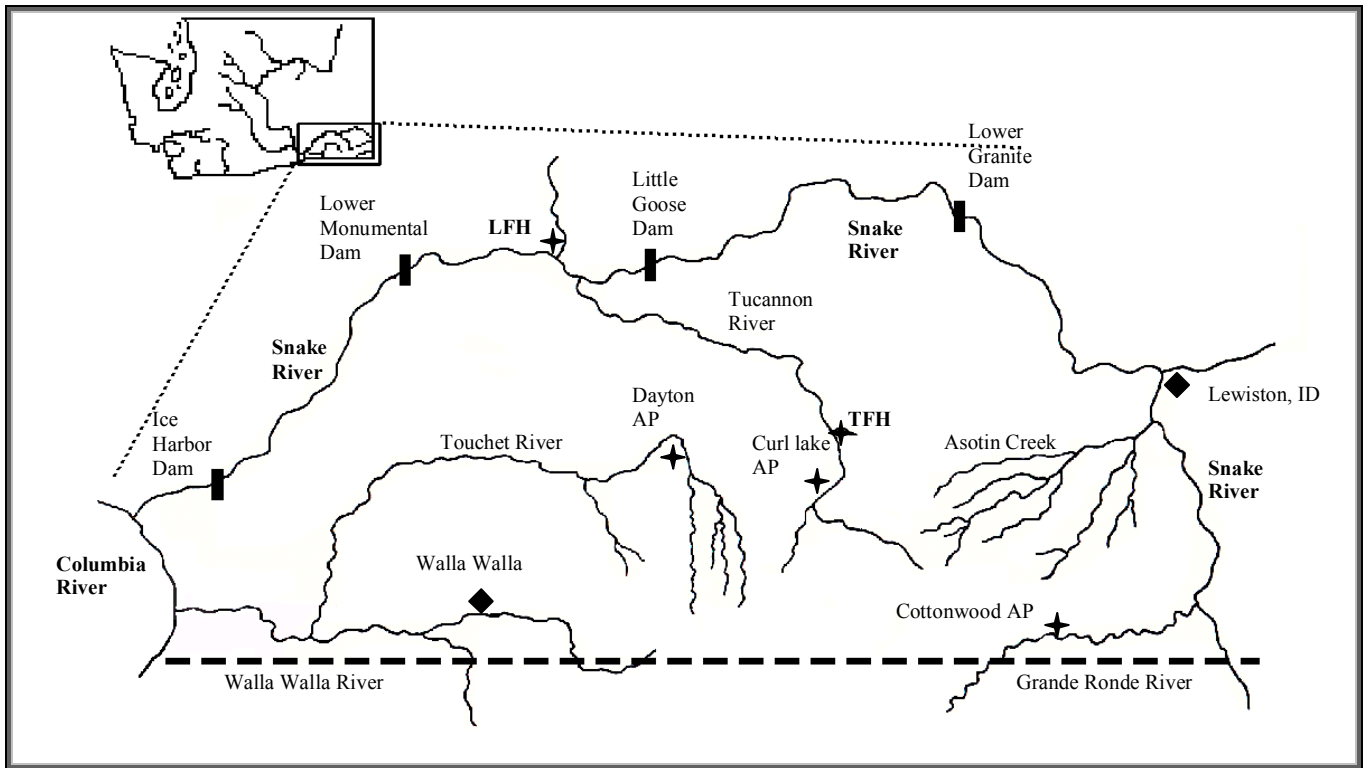 Lower
Granite
Dam
Little
Goose
Dam
Lower
Monumental
Dam
LFH
Snake
River
Tucannon
River
Snake
River
Dayton
AP
Lewiston, ID
Ice
Harbor
Dam
TFH
Touchet River
Curl lake
AP
Asotin Creek
Snake
River
Columbia
River
Walla Walla
Cottonwood AP
Walla Walla River
Grande Ronde River